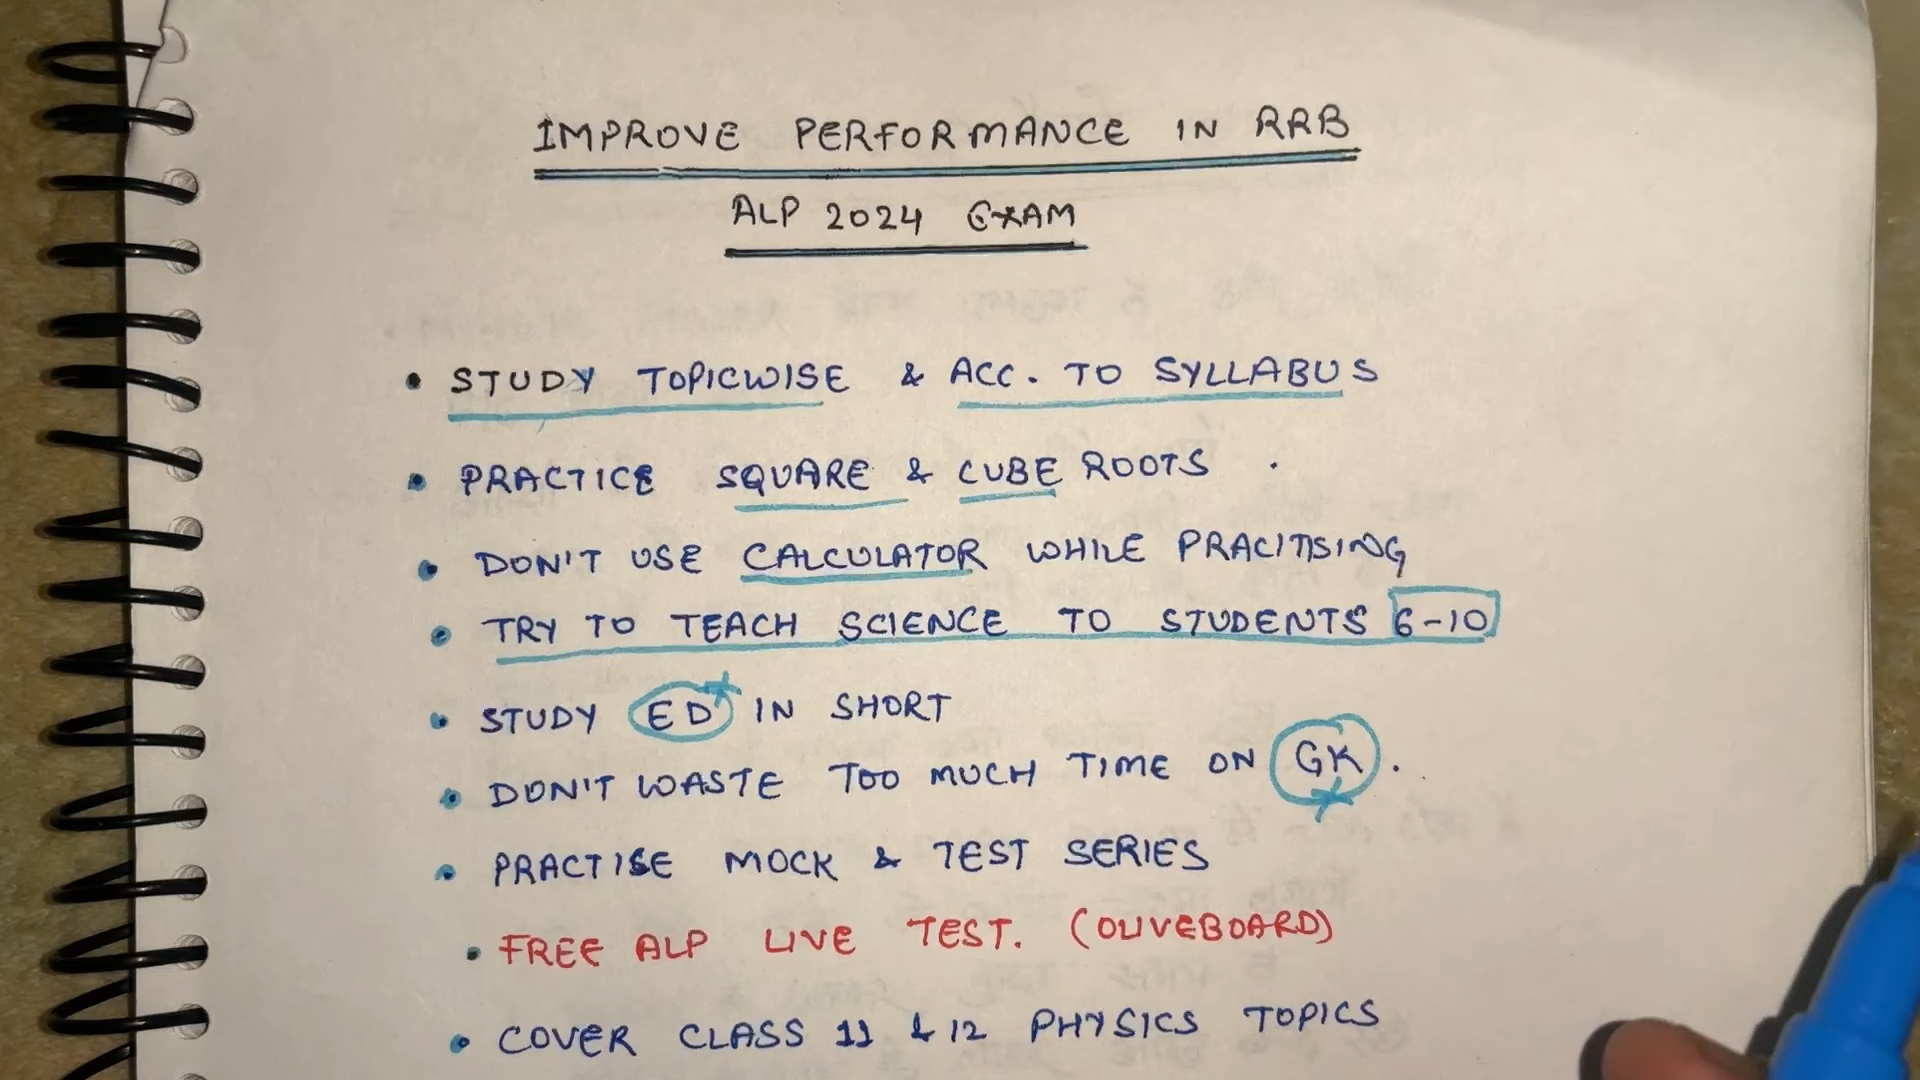 IMPROVE PERFORMANCE IN RRB
ALP 2024 EXAM
• STUDY TOPICWISE & ACC. TO SYLLABUS
• PRACTICE SQUARE & CUBE ROOTS .
• DON'T USE CALCULATOR WHILE PRACITISING
• TRY TO TEACH SCIENCE TO STUDENTS 6-10
• STUDY ED IN SHORT
• DON'T WASTE TOO MUCH TIME ON GK.
• PRACTISE MOCK & TEST SERIES
• FREE ALP LIVE TEST. (OLIVEBOARD)
• COVER CLASS 11 & 12 PHYSICS TOPICS